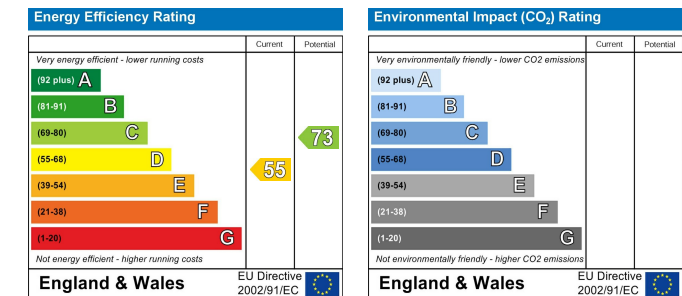 Energy Efficiency Rating
Current Potential
Very energy efficient - lower running costs
(92 plus) A
(81-91) B
(69-80) C
(55-68) D
(39-54) E
(21-38) F
(1-20) G
55
73
Not energy efficient - higher running costs
England & Wales
EU Directive
2002/91/EC
Environmental Impact (CO₂) Rating
Current Potential
Very environmentally friendly - lower CO2 emissions
(92 plus) A
(81-91) B
(69-80) C
(55-68) D
(39-54) E
(21-38) F
(1-20) G
Not environmentally friendly - higher CO2 emissions
England & Wales
EU Directive
2002/91/EC